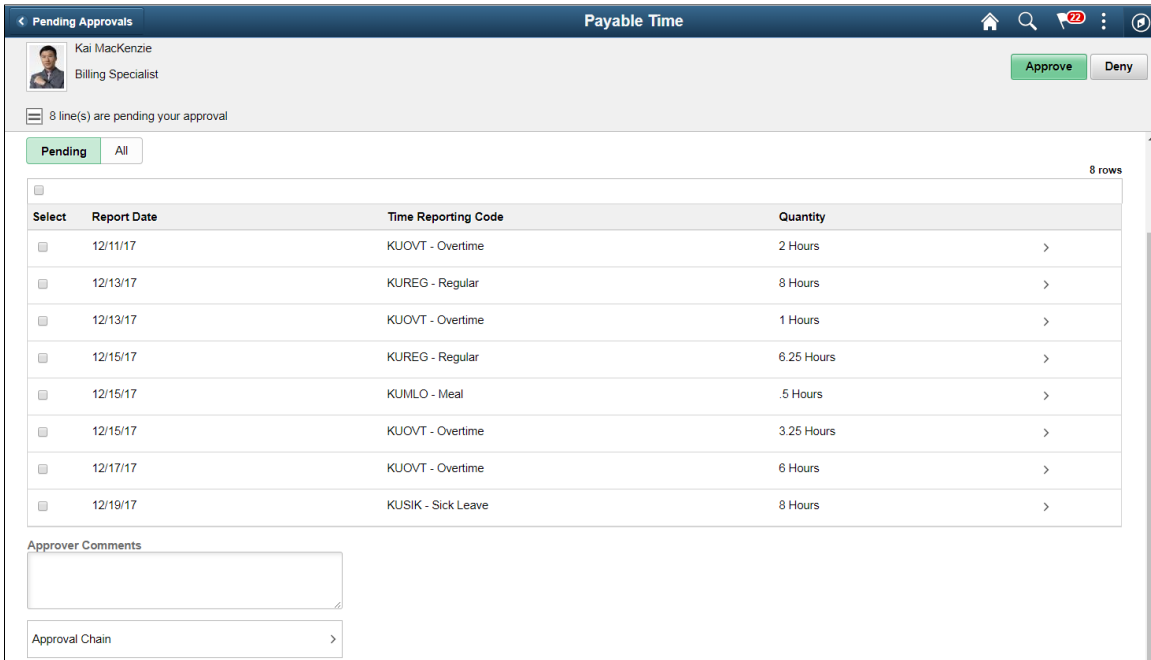 Pending Approvals Payable Time 22
Kai MacKenzie
Billing Specialist
Approve Deny
8 line(s) are pending your approval
Pending All
8 rows
Select Report Date Time Reporting Code Quantity
12/11/17 KUOVT - Overtime 2 Hours
12/13/17 KUREG - Regular 8 Hours
12/13/17 KUOVT - Overtime 1 Hours
12/15/17 KUREG - Regular 6.25 Hours
12/15/17 KUMLO - Meal .5 Hours
12/15/17 KUOVT - Overtime 3.25 Hours
12/17/17 KUOVT - Overtime 6 Hours
12/19/17 KUSIK - Sick Leave 8 Hours
Approver Comments
Approval Chain